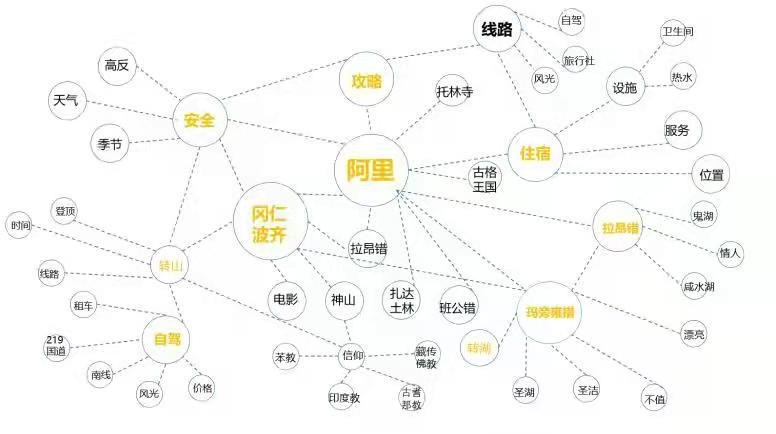 线路
自驾
卫生间
旅行社
高反
攻略
风光
热水
设施
天气
托林寺
安全
服务
季节
住宿
阿里
古格
王国
位置
登顶
冈仁
波齐
鬼湖
时间
拉昂错
拉昂错
情人
转山
线路
咸水湖
电影
神山
扎达
土林
班公错
租车
玛旁雍错
漂亮
219
国道
自驾
转湖
苯教
信仰
藏传
佛教
南线
风光
价格
印度教
古耆
那教
圣湖
圣洁
不值